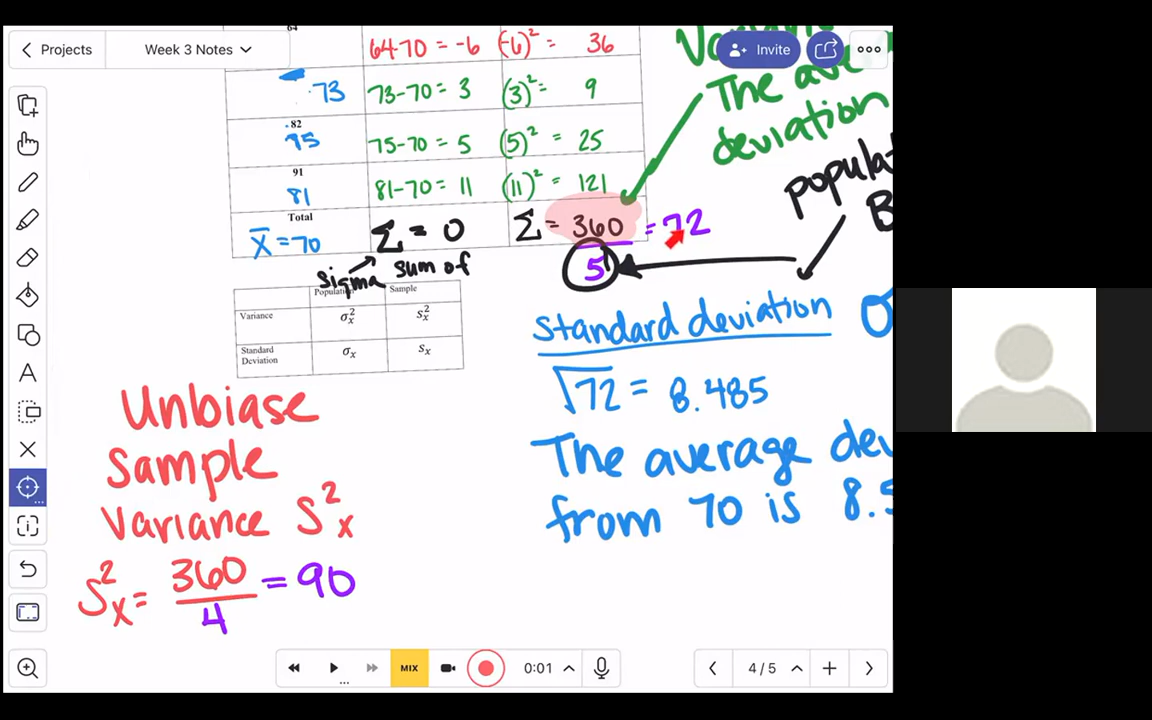 Projects
Week 3 Notes
Invite
64
64-70 = -6 (-6)² = 36
73 73-70 = 3 (3)² = 9
82
75 75-70 = 5 (5)² = 25
91
81 81-70 = 11 (11)² = 121
Total
X̄ = 70 Σ = 0 Σ = 360 = 72
5
sigma sum of
The ave
deviation
populat
B
Population Sample
Variance σ²x s²x
Standard Deviation σx sx
standard deviation σ
√72 = 8.485
The average dev
from 70 is 8.5
Unbiase
Sample
Variance S²x
S²x = 360/4 = 90
MIX
0:01
4/5